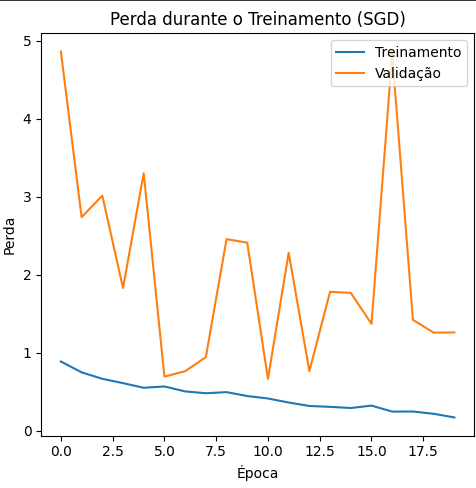 Perda durante o Treinamento (SGD)
5
4
3
2
1
0
Perda
Treinamento
Validação
0.0 2.5 5.0 7.5 10.0 12.5 15.0 17.5
Época